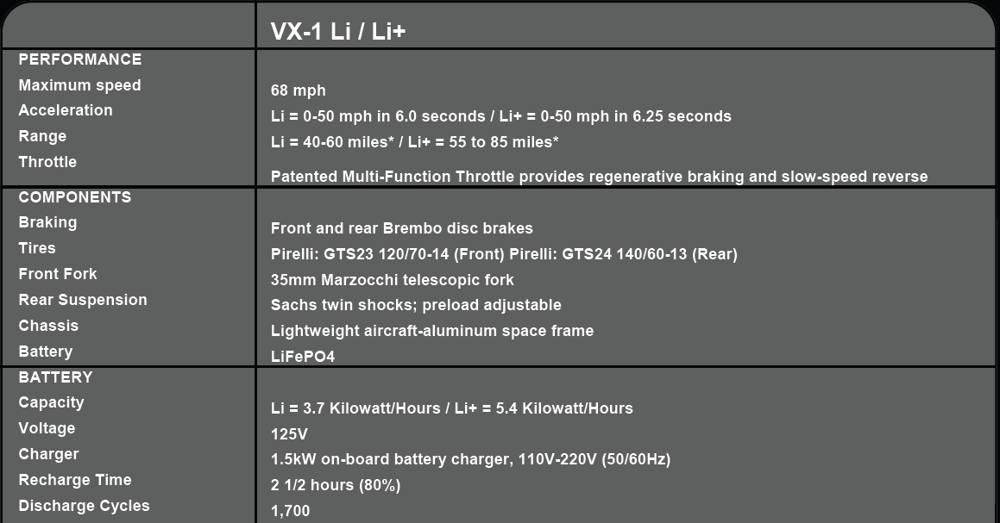 VX-1 Li / Li+
PERFORMANCE
Maximum speed
68 mph
Acceleration
Li = 0-50 mph in 6.0 seconds / Li+ = 0-50 mph in 6.25 seconds
Range
Li = 40-60 miles* / Li+ = 55 to 85 miles*
Throttle
Patented Multi-Function Throttle provides regenerative braking and slow-speed reverse
COMPONENTS
Braking
Front and rear Brembo disc brakes
Tires
Pirelli: GTS23 120/70-14 (Front) Pirelli: GTS24 140/60-13 (Rear)
Front Fork
35mm Marzocchi telescopic fork
Rear Suspension
Sachs twin shocks; preload adjustable
Chassis
Lightweight aircraft-aluminum space frame
Battery
LiFePO4
BATTERY
Capacity
Li = 3.7 Kilowatt/Hours / Li+ = 5.4 Kilowatt/Hours
Voltage
125V
Charger
1.5kW on-board battery charger, 110V-220V (50/60Hz)
Recharge Time
2 1/2 hours (80%)
Discharge Cycles
1,700